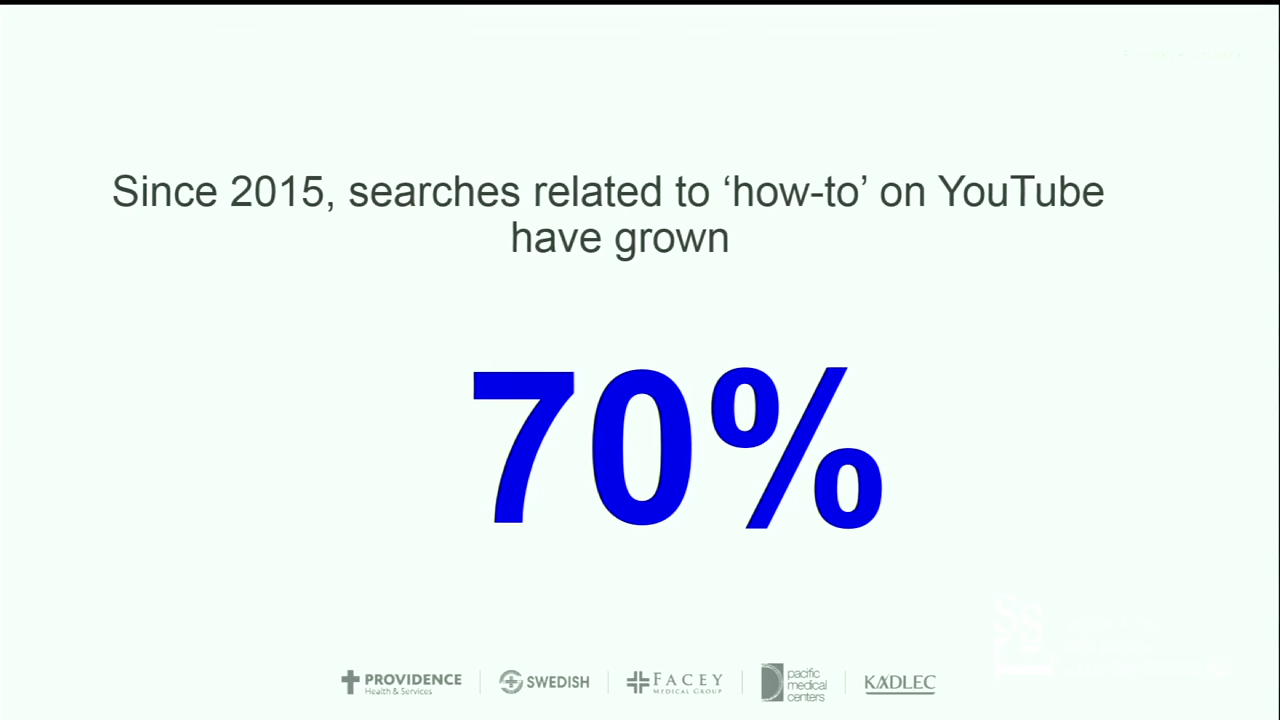 Since 2015, searches related to ‘how-to’ on YouTube
have grown
70%
PROVIDENCE
Health & Services
SWEDISH
FACEY
MEDICAL GROUP
pacific
medical
centers
KADLEC